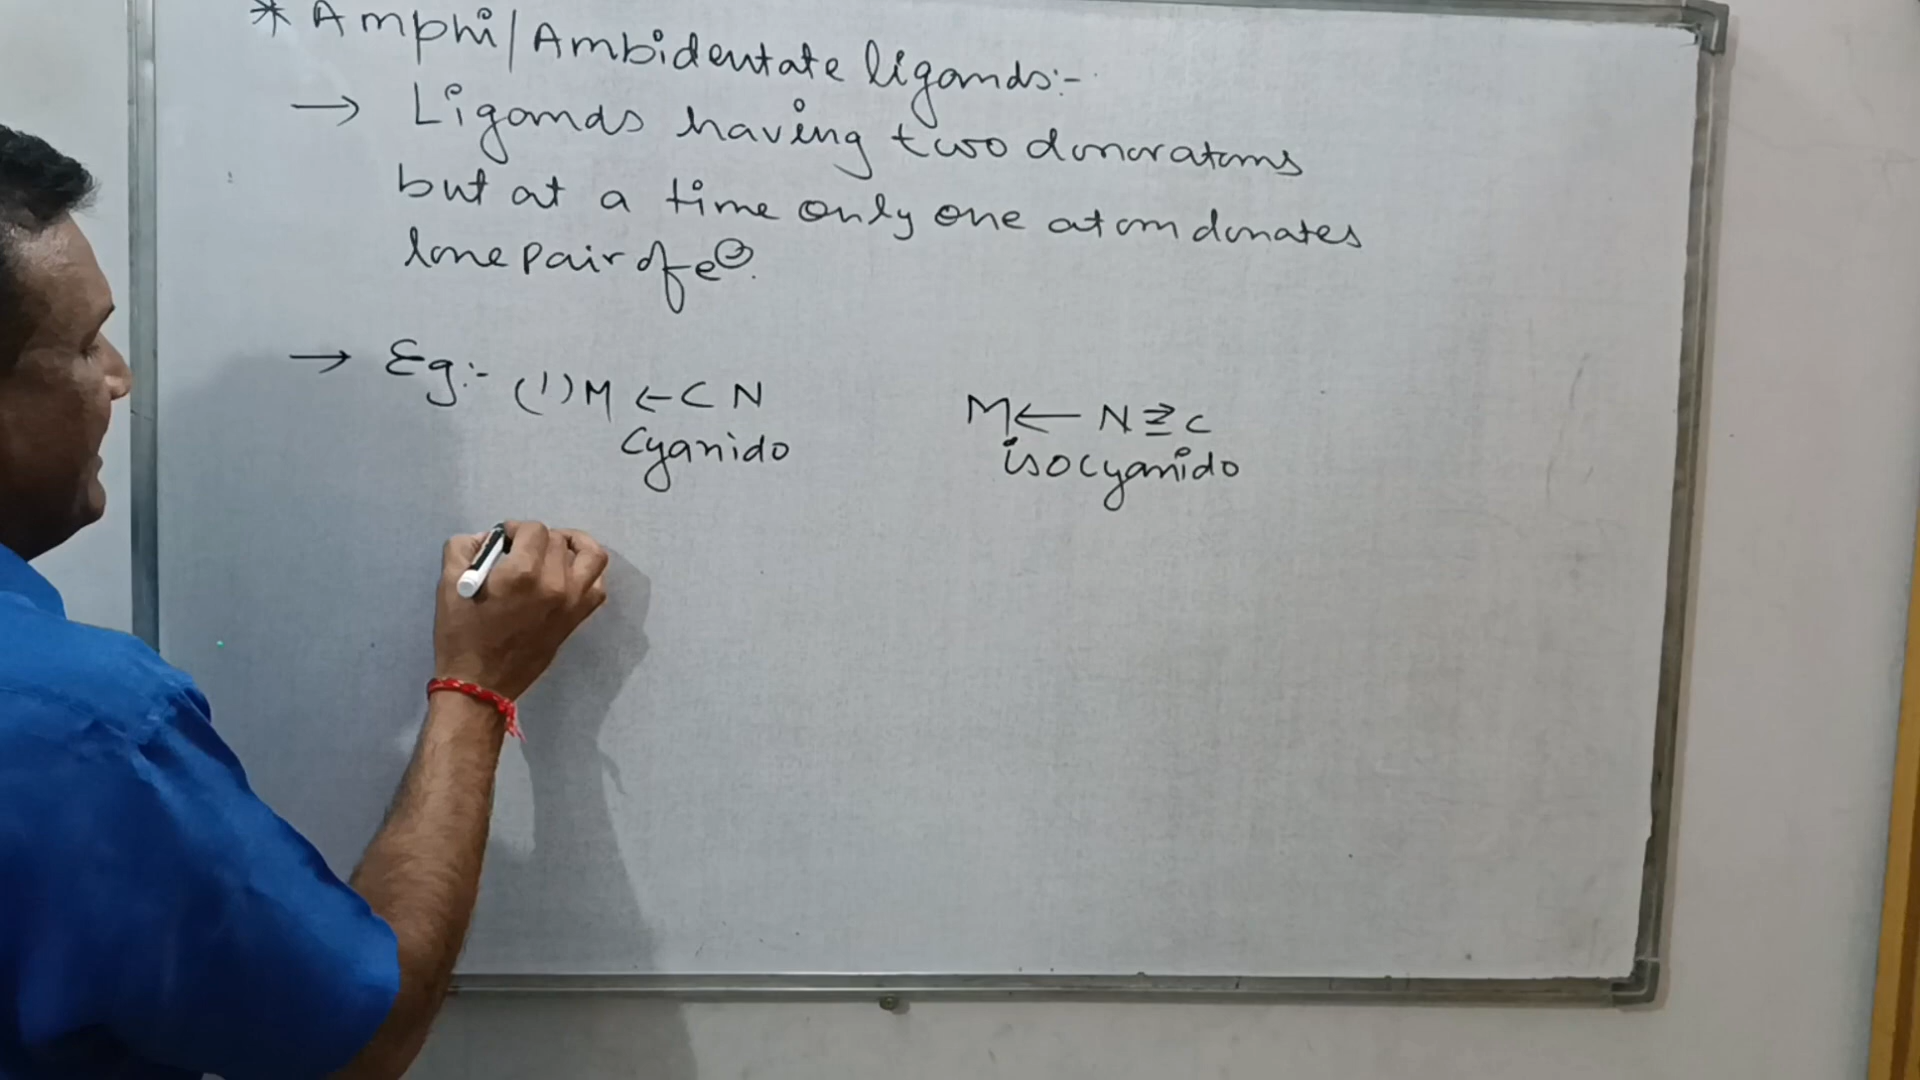 * Amphi/Ambidentate ligands:-
→ Ligands having two donor atoms
but at a time only one atom donates
lone pair of e⊖.
→ Eg:- (1) M ← C N
cyanido
M ← N ≡ C
isocyanido